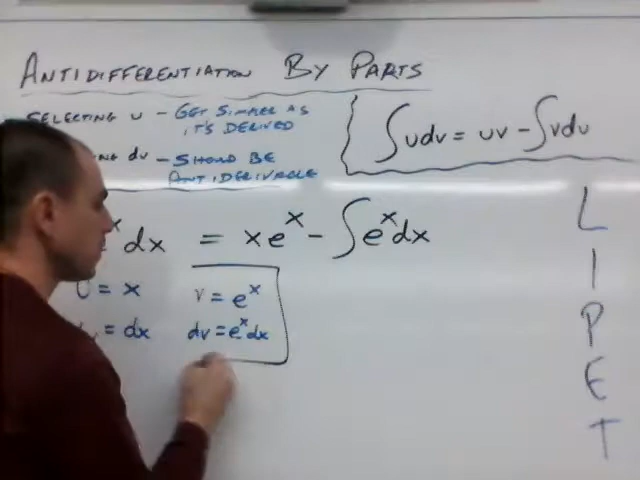 ANTIDIFFERENTIATION BY PARTS
SELECTING U - GET SIMPLER AS
IT'S DERIVED
dv - SHOULD BE
ANTIDERIVABLE
∫udv = uv - ∫vdu
dx = xe^x - ∫e^x dx
U = x
v = e^x
= dx
dv = e^x dx
L
I
P
E
T